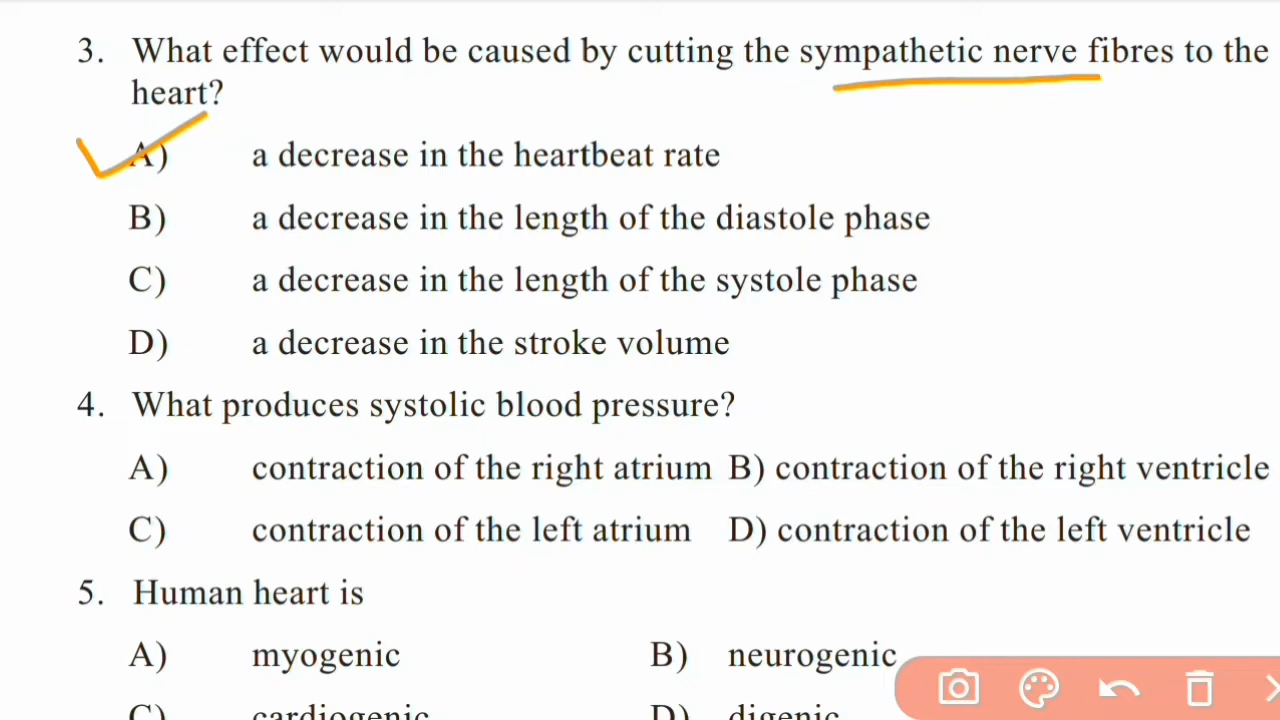 3. What effect would be caused by cutting the sympathetic nerve fibres to the
heart?
A) a decrease in the heartbeat rate
B) a decrease in the length of the diastole phase
C) a decrease in the length of the systole phase
D) a decrease in the stroke volume
4. What produces systolic blood pressure?
A) contraction of the right atrium B) contraction of the right ventricle
C) contraction of the left atrium D) contraction of the left ventricle
5. Human heart is
A) myogenic B) neurogenic
C) cardiogenic D) digenic